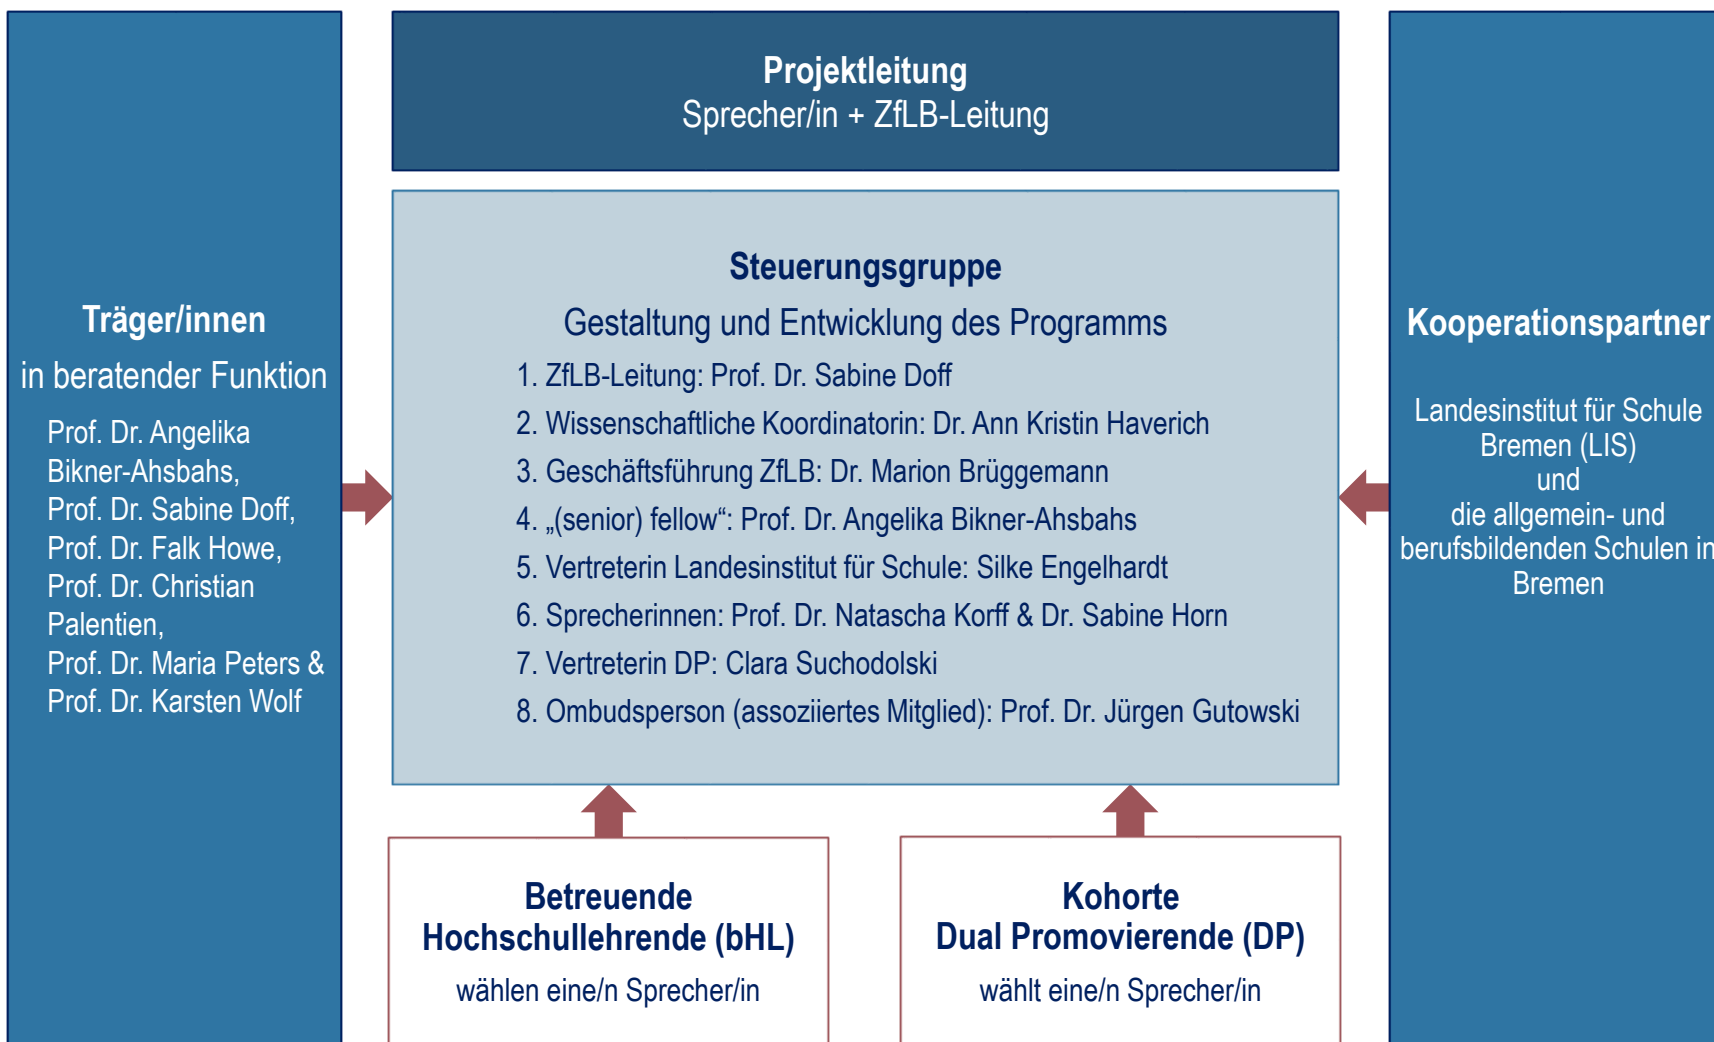 Projektleitung
Sprecher/in + ZfLB-Leitung
Träger/innen
in beratender Funktion
Prof. Dr. Angelika
Bikner-Ahsbahs,
Prof. Dr. Sabine Doff,
Prof. Dr. Falk Howe,
Prof. Dr. Christian
Palentien,
Prof. Dr. Maria Peters &
Prof. Dr. Karsten Wolf
Steuerungsgruppe
Gestaltung und Entwicklung des Programms
1. ZfLB-Leitung: Prof. Dr. Sabine Doff
2. Wissenschaftliche Koordinatorin: Dr. Ann Kristin Haverich
3. Geschäftsführung ZfLB: Dr. Marion Brüggemann
4. „(senior) fellow“: Prof. Dr. Angelika Bikner-Ahsbahs
5. Vertreterin Landesinstitut für Schule: Silke Engelhardt
6. Sprecherinnen: Prof. Dr. Natascha Korff & Dr. Sabine Horn
7. Vertreterin DP: Clara Suchodolski
8. Ombudsperson (assoziiertes Mitglied): Prof. Dr. Jürgen Gutowski
Kooperationspartner
Landesinstitut für Schule
Bremen (LIS)
und
die allgemein- und
berufsbildenden Schulen in
Bremen
Betreuende
Hochschullehrende (bHL)
wählen eine/n Sprecher/in
Kohorte
Dual Promovierende (DP)
wählt eine/n Sprecher/in